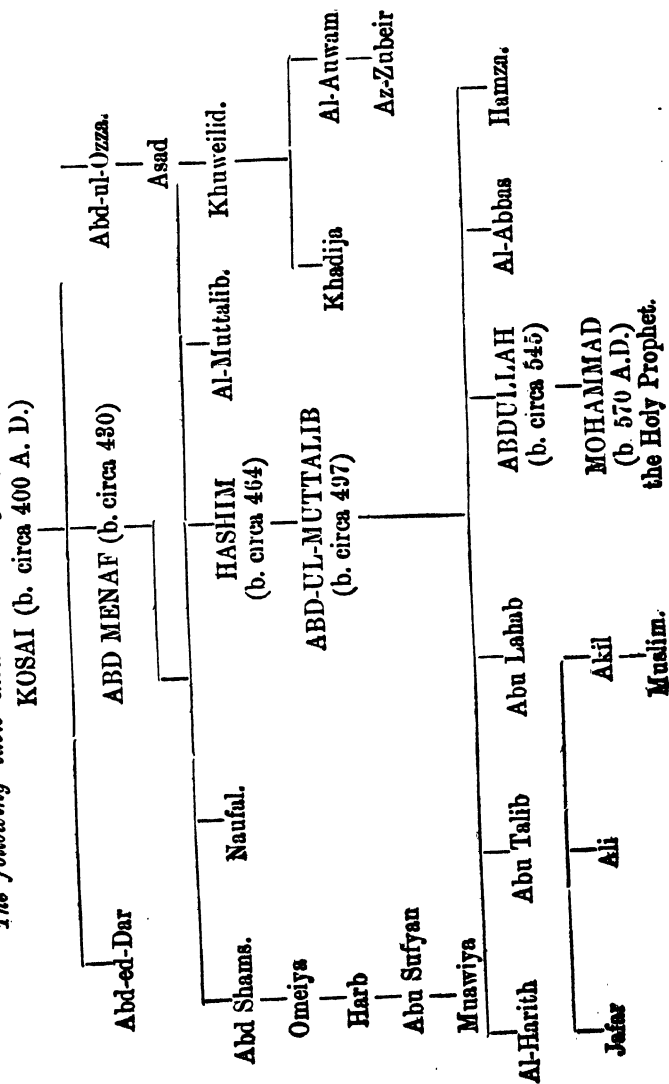 The following
KOSAI (b. circa 400 A. D.)
Abd-ed-Dar ABD MENAF (b. circa 430) Abd-ul-Ozza.
Asad
Abd Shams. Naufal. HASHIM Al-Muttalib. Khuweilid.
(b. circa 464)
Omeiya
Harb ABD-UL-MUTTALIB Khadija Al-Auwam
(b. circa 497)
Abu Sufyan Az-Zubeir
Muawiya
Al-Harith Abu Talib Abu Lahab ABDULLAH Al-Abbas Hamza.
(b. circa 545)
Jafar Ali Akil MOHAMMAD
(b. 570 A.D.)
Muslim. the Holy Prophet.